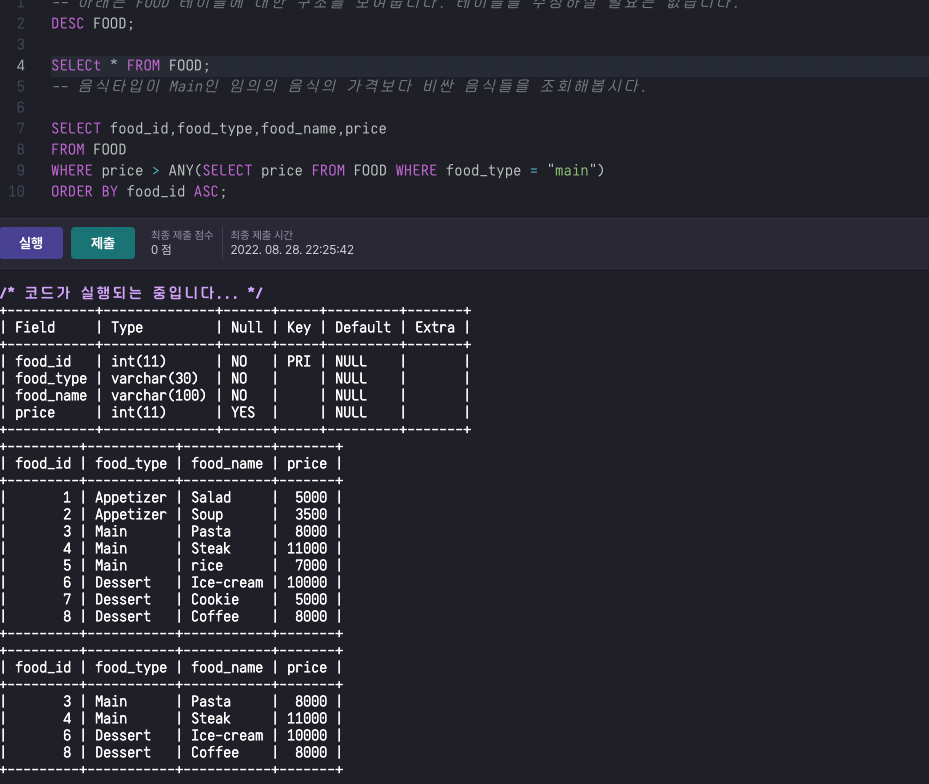 1 -- 아래는 FOOD 테이블에 대한 구조를 보여줍니다. 테이블을 수정하실 필요는 없습니다.
2 DESC FOOD;
3
4 SELECt * FROM FOOD;
5 -- 음식타입이 Main인 임의의 음식의 가격보다 비싼 음식들을 조회해봅시다.
6
7 SELECT food_id,food_type,food_name,price
8 FROM FOOD
9 WHERE price > ANY(SELECT price FROM FOOD WHERE food_type = "main")
10 ORDER BY food_id ASC;
실행 제출 최종 제출 점수 최종 제출 시간
0 점 2022. 08. 28. 22:25:42
/* 코드가 실행되는 중입니다... */
+-----------+--------------+------+-----+---------+-------+
| Field     | Type         | Null | Key | Default | Extra |
+-----------+--------------+------+-----+---------+-------+
| food_id   | int(11)      | NO   | PRI | NULL    |       |
| food_type | varchar(30)  | NO   |     | NULL    |       |
| food_name | varchar(100) | NO   |     | NULL    |       |
| price     | int(11)      | YES  |     | NULL    |       |
+-----------+--------------+------+-----+---------+-------+
+---------+-----------+-----------+-------+
| food_id | food_type | food_name | price |
+---------+-----------+-----------+-------+
|       1 | Appetizer | Salad     |  5000 |
|       2 | Appetizer | Soup      |  3500 |
|       3 | Main      | Pasta     |  8000 |
|       4 | Main      | Steak     | 11000 |
|       5 | Main      | rice      |  7000 |
|       6 | Dessert   | Ice-cream | 10000 |
|       7 | Dessert   | Cookie    |  5000 |
|       8 | Dessert   | Coffee    |  8000 |
+---------+-----------+-----------+-------+
+---------+-----------+-----------+-------+
| food_id | food_type | food_name | price |
+---------+-----------+-----------+-------+
|       3 | Main      | Pasta     |  8000 |
|       4 | Main      | Steak     | 11000 |
|       6 | Dessert   | Ice-cream | 10000 |
|       8 | Dessert   | Coffee    |  8000 |
+---------+-----------+-----------+-------+